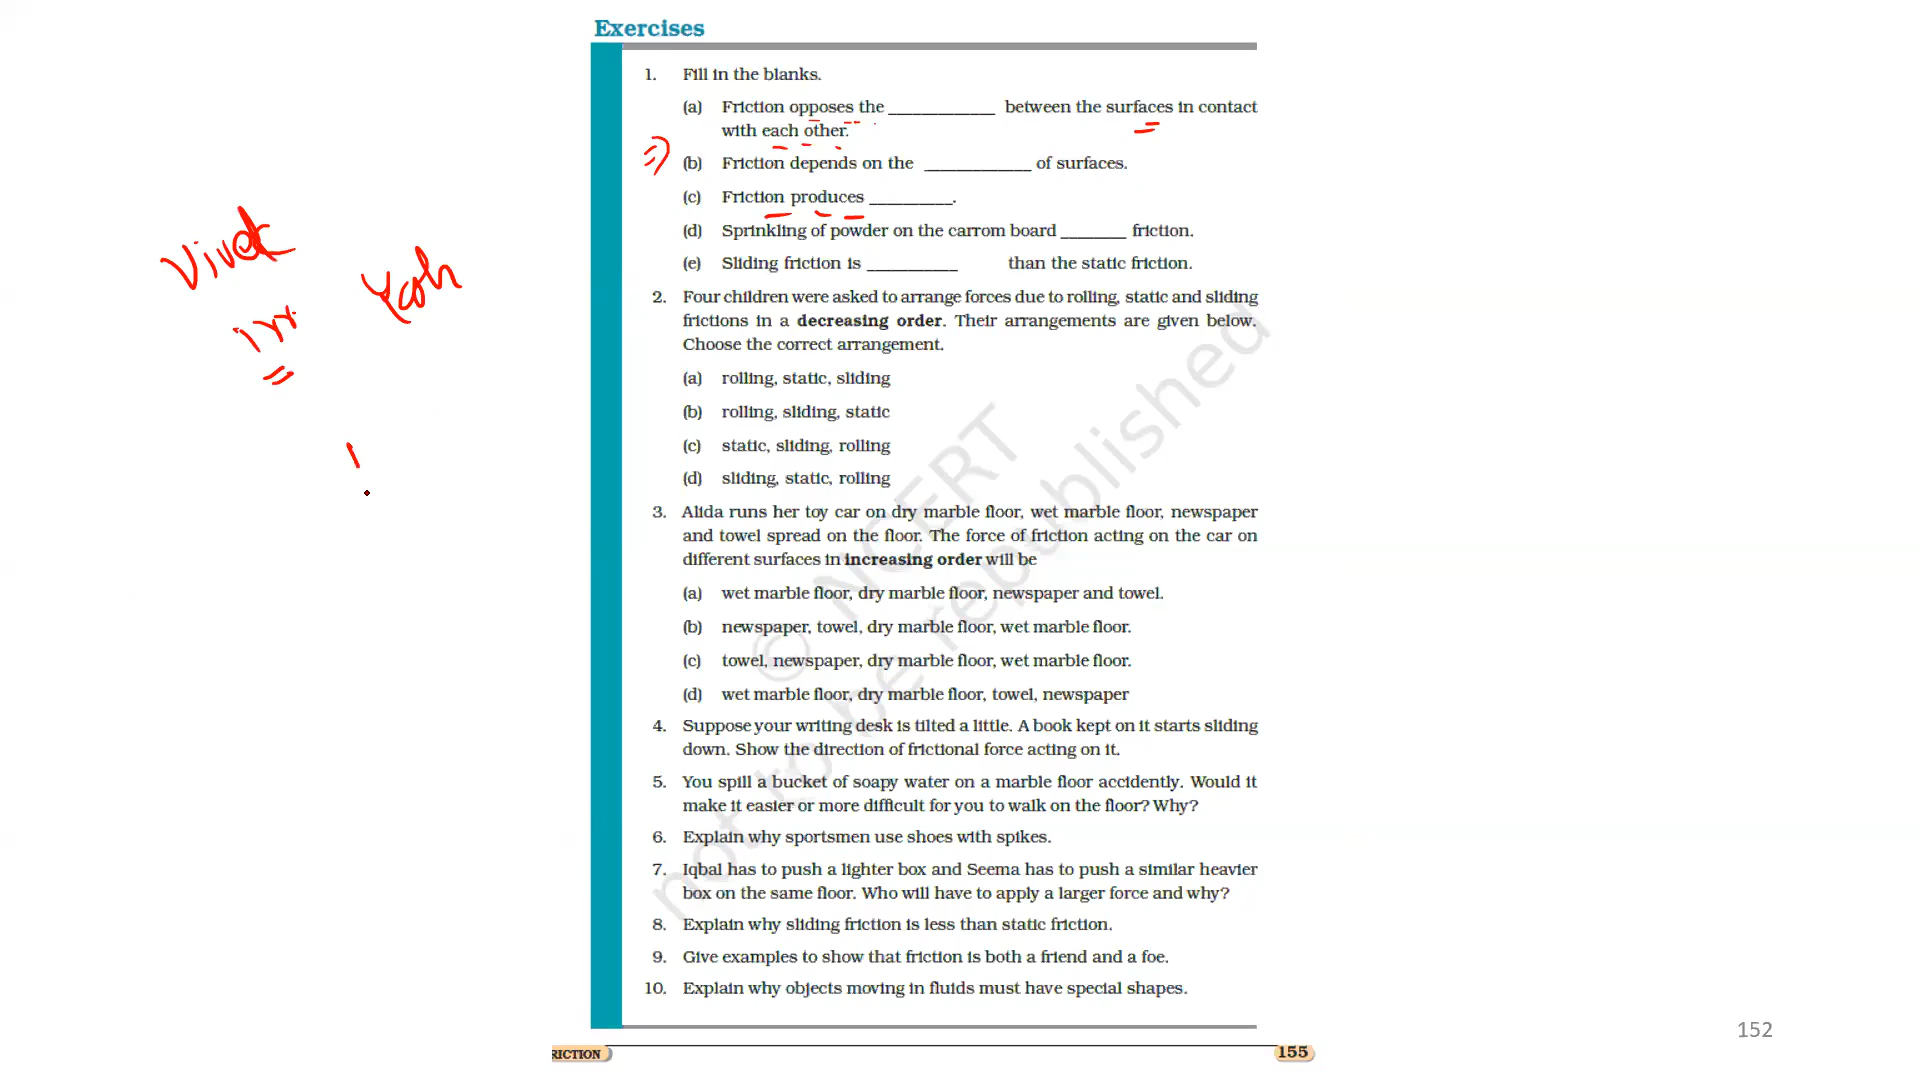 Exercises
1. Fill in the blanks.
(a) Friction opposes the ____________ between the surfaces in contact
with each other.
(b) Friction depends on the ____________ of surfaces.
(c) Friction produces _________.
(d) Sprinkling of powder on the carrom board _______ friction.
(e) Sliding friction is __________ than the static friction.
2. Four children were asked to arrange forces due to rolling, static and sliding
frictions in a decreasing order. Their arrangements are given below.
Choose the correct arrangement.
(a) rolling, static, sliding
(b) rolling, sliding, static
(c) static, sliding, rolling
(d) sliding, static, rolling
3. Alida runs her toy car on dry marble floor, wet marble floor, newspaper
and towel spread on the floor. The force of friction acting on the car on
different surfaces in increasing order will be
(a) wet marble floor, dry marble floor, newspaper and towel.
(b) newspaper, towel, dry marble floor, wet marble floor.
(c) towel, newspaper, dry marble floor, wet marble floor.
(d) wet marble floor, dry marble floor, towel, newspaper
4. Suppose your writing desk is tilted a little. A book kept on it starts sliding
down. Show the direction of frictional force acting on it.
5. You spill a bucket of soapy water on a marble floor accidently. Would it
make it easier or more difficult for you to walk on the floor? Why?
6. Explain why sportsmen use shoes with spikes.
7. Iqbal has to push a lighter box and Seema has to push a similar heavier
box on the same floor. Who will have to apply a larger force and why?
8. Explain why sliding friction is less than static friction.
9. Give examples to show that friction is both a friend and a foe.
10. Explain why objects moving in fluids must have special shapes.
RICTION
155
152
Vivek
Yash
irr
© NCERT
not to be republished